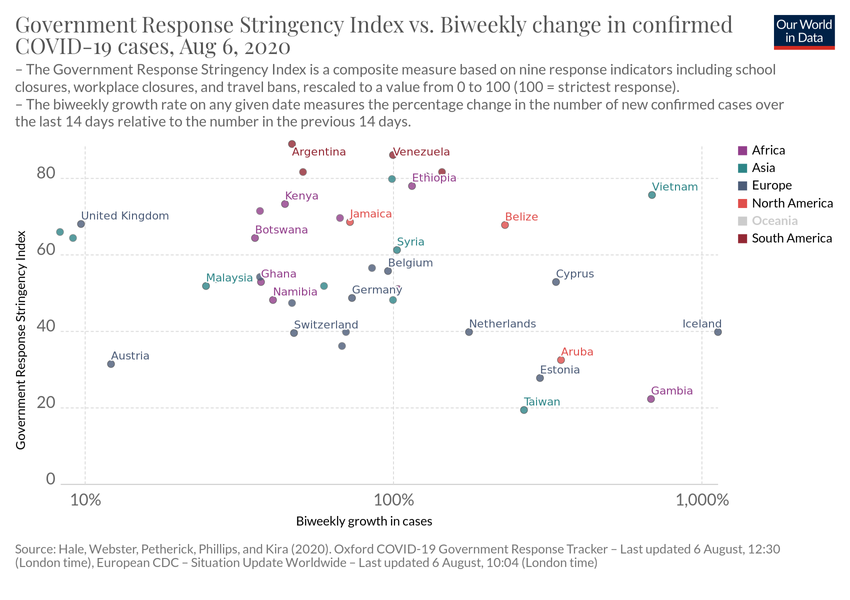 Government Response Stringency Index vs. Biweekly change in confirmed
COVID-19 cases, Aug 6, 2020
Our World
in Data
– The Government Response Stringency Index is a composite measure based on nine response indicators including school
closures, workplace closures, and travel bans, rescaled to a value from 0 to 100 (100 = strictest response).
– The biweekly growth rate on any given date measures the percentage change in the number of new confirmed cases over
the last 14 days relative to the number in the previous 14 days.
Argentina
Venezuela
Africa
Asia
Europe
North America
Oceania
South America
80
Ethiopia
Vietnam
Kenya
United Kingdom
Jamaica
Belize
Botswana
Syria
60
Belgium
Malaysia
Ghana
Cyprus
Namibia
Germany
Switzerland
Netherlands
Iceland
40
Austria
Aruba
Estonia
Gambia
Taiwan
20
0
Government Response Stringency Index
10%
100%
1,000%
Biweekly growth in cases
Source: Hale, Webster, Petherick, Phillips, and Kira (2020). Oxford COVID-19 Government Response Tracker – Last updated 6 August, 12:30
(London time), European CDC – Situation Update Worldwide – Last updated 6 August, 10:04 (London time)